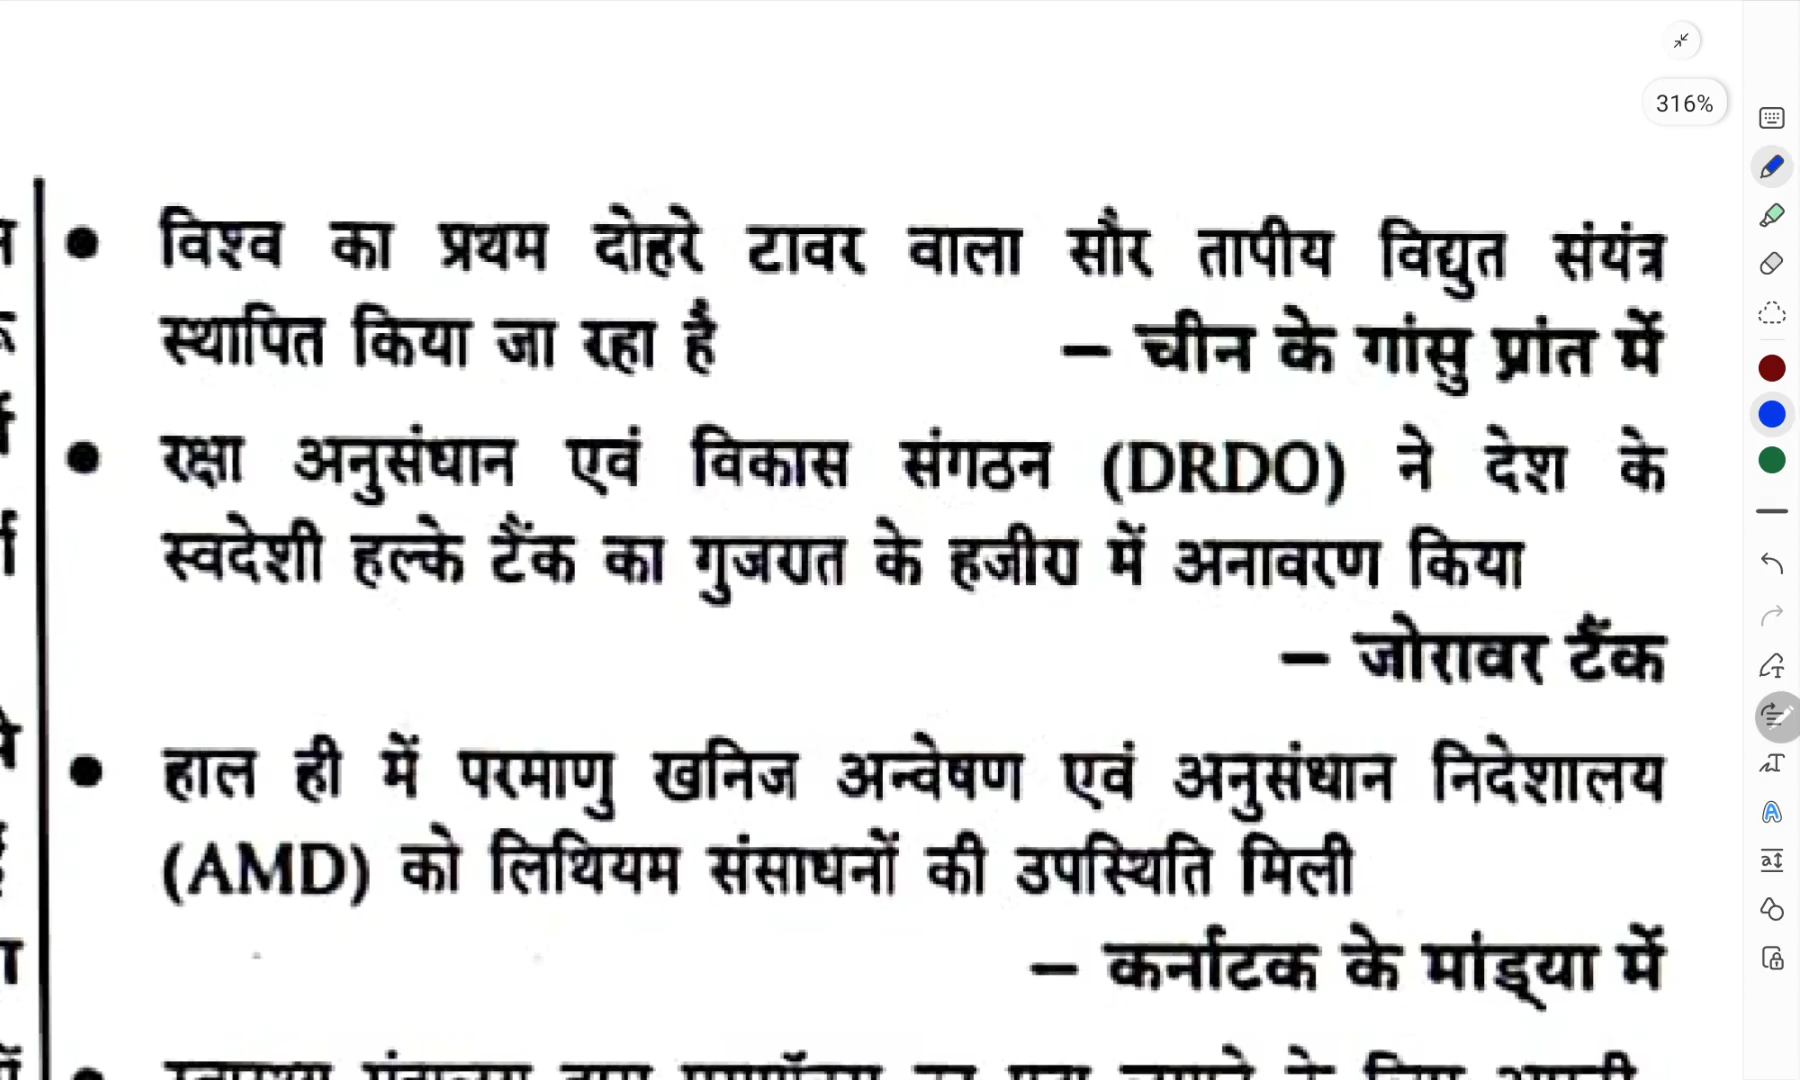 316%
• विश्व का प्रथम दोहरे टावर वाला सौर तापीय विद्युत संयंत्र
स्थापित किया जा रहा है – चीन के गांसु प्रांत में
• रक्षा अनुसंधान एवं विकास संगठन (DRDO) ने देश के
स्वदेशी हल्के टैंक का गुजरात के हजीरा में अनावरण किया
– जोरावर टैंक
• हाल ही में परमाणु खनिज अन्वेषण एवं अनुसंधान निदेशालय
(AMD) को लिथियम संसाधनों की उपस्थिति मिली
– कर्नाटक के मांड्या में